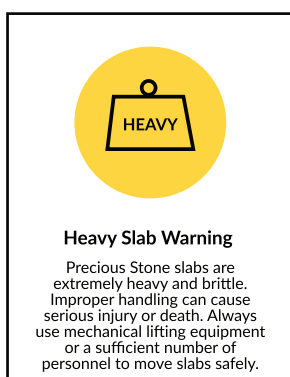 HEAVY
Heavy Slab Warning
Precious Stone slabs are
extremely heavy and brittle.
Improper handling can cause
serious injury or death. Always
use mechanical lifting equipment
or a sufficient number of
personnel to move slabs safely.